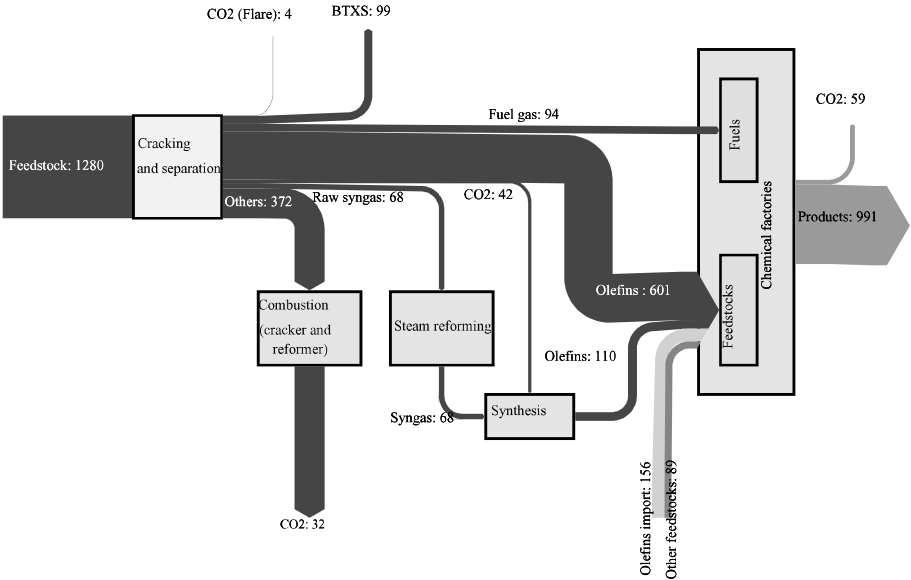 CO2 (Flare): 4
BTXS: 99
Fuel gas: 94
CO2: 59
Feedstock: 1280
Cracking
and separation
Fuels
Others: 372
Raw syngas: 68
CO2: 42
Products: 991
Chemical factories
Combustion
(cracker and
reformer)
Steam reforming
Olefins : 601
Feedstocks
Olefins: 110
Syngas: 68
Synthesis
Olefins import: 156
Other feedstocks: 89
CO2: 32